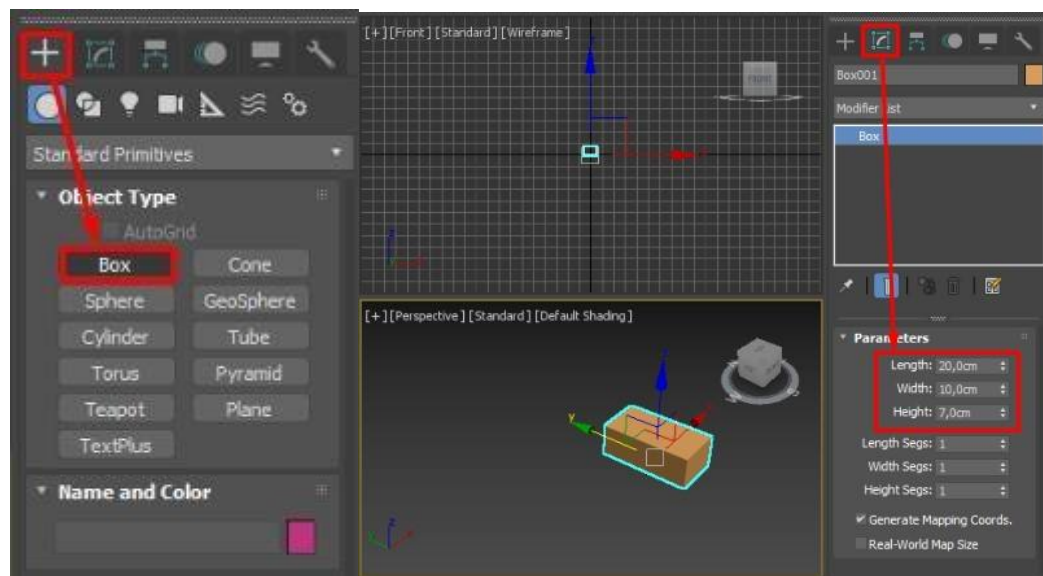 Standard Primitives
Object Type
AutoGrid
Box
Cone
Sphere
GeoSphere
Cylinder
Tube
Torus
Pyramid
Teapot
Plane
TextPlus
Name and Color
[+] [Front] [Standard] [Wireframe]
FRONT
z
x
z
[+] [Perspective] [Standard] [Default Shading]
y
z
Box001
Modifier List
Box
Parameters
Length: 20,0cm
Width: 10,0cm
Height: 7,0cm
Length Segs: 1
Width Segs: 1
Height Segs: 1
Generate Mapping Coords.
Real-World Map Size